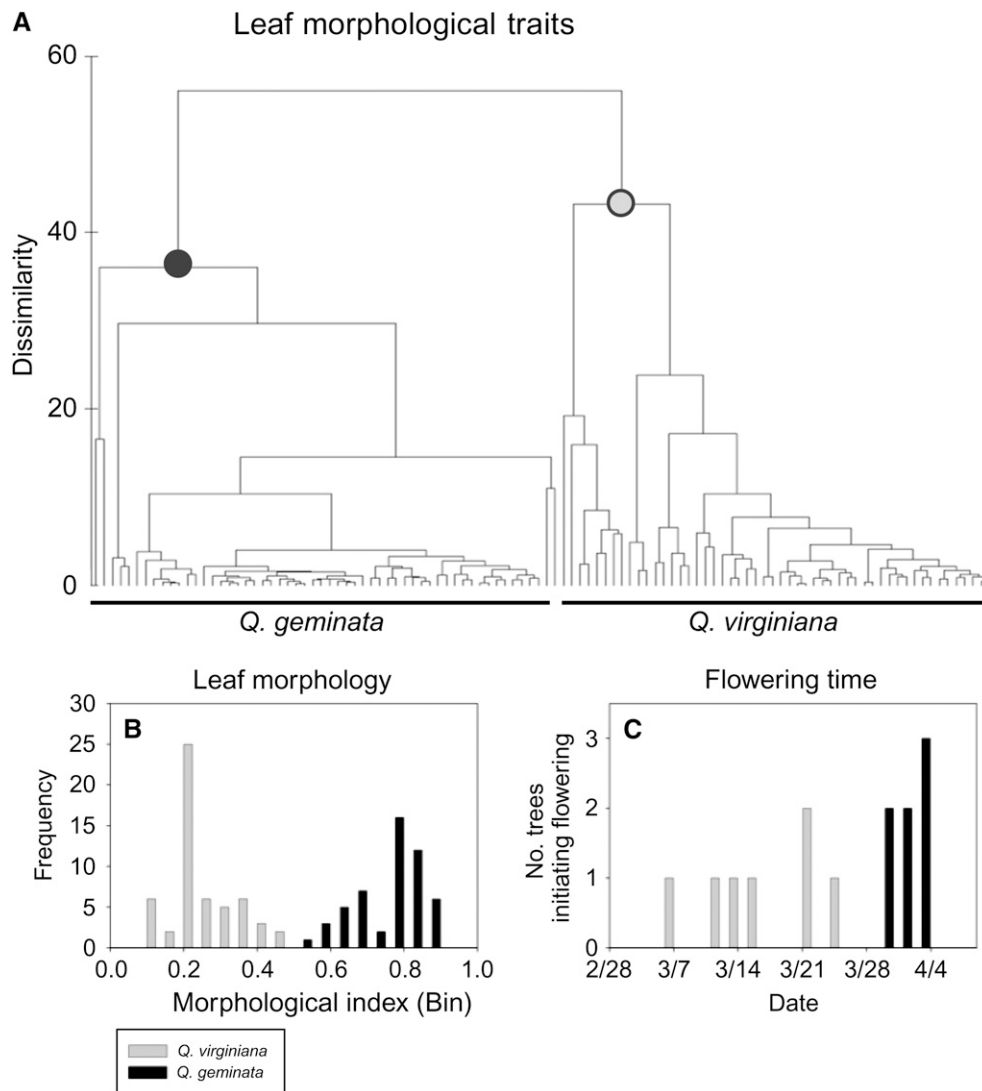 A
Leaf morphological traits
60
40
20
0
Dissimilarity
Q. geminata
Q. virginiana
Leaf morphology
B
30
25
20
15
10
5
0
Frequency
0.0 0.2 0.4 0.6 0.8 1.0
Morphological index (Bin)
Q. virginiana
Q. geminata
Flowering time
C
3
2
1
0
No. trees
initiating flowering
2/28 3/7 3/14 3/21 3/28 4/4
Date